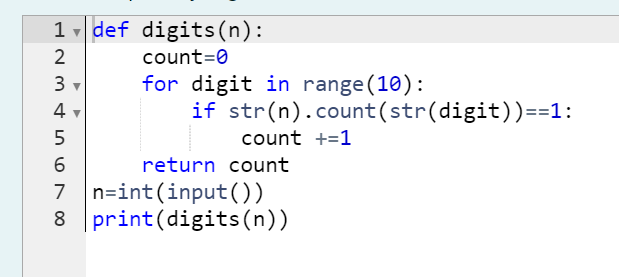 1 def digits(n):
2 count=0
3 for digit in range(10):
4 if str(n).count(str(digit))==1:
5 count +=1
6 return count
7 n=int(input())
8 print(digits(n))